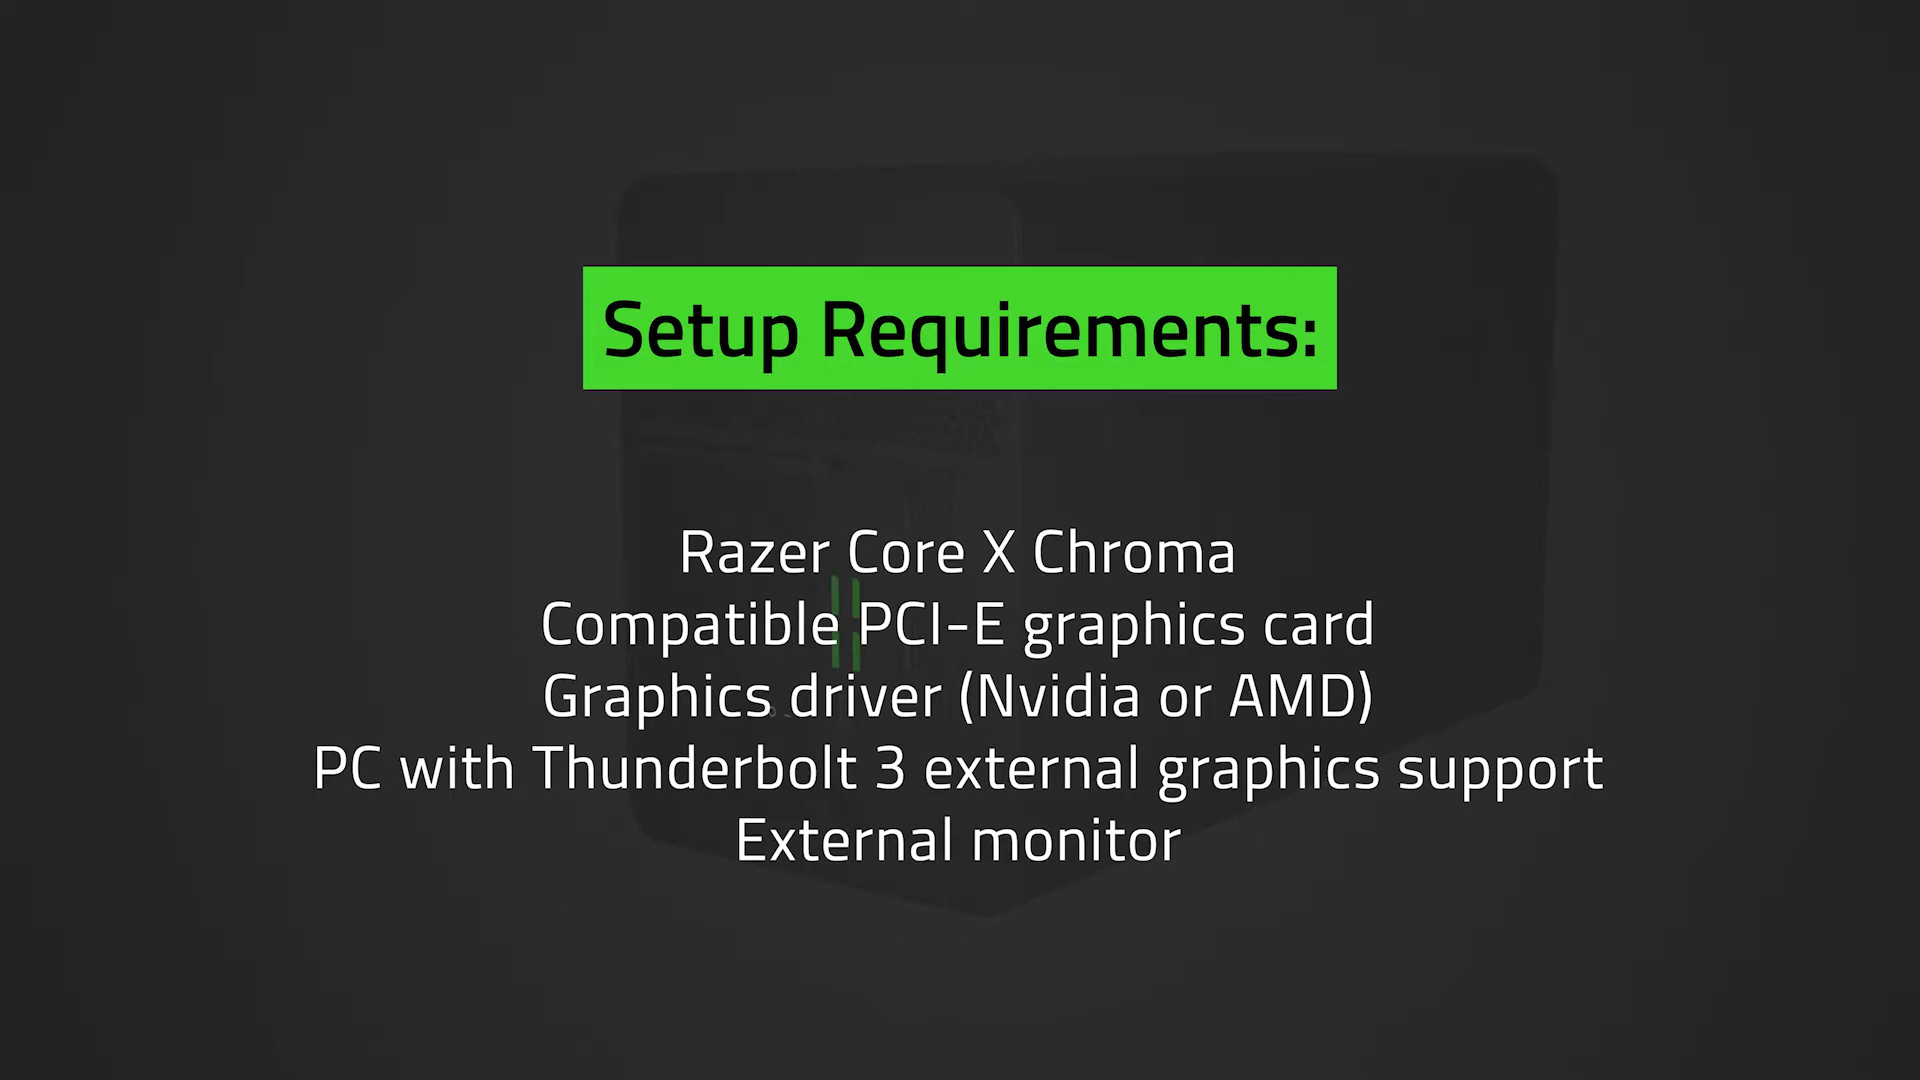 Setup Requirements:
Razer Core X Chroma
Compatible PCI-E graphics card
Graphics driver (Nvidia or AMD)
PC with Thunderbolt 3 external graphics support
External monitor